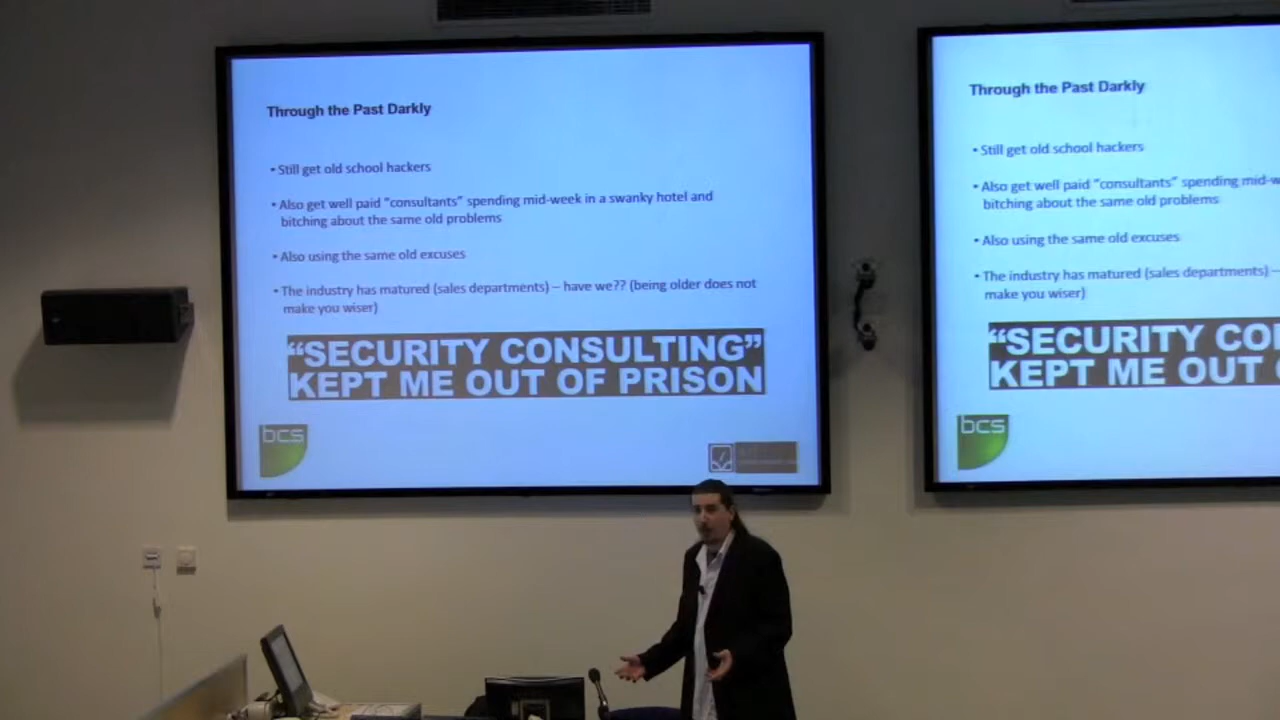 Through the Past Darkly
• Still get old school hackers
• Also get well paid “consultants” spending mid-week in a swanky hotel and
bitching about the same old problems
• Also using the same old excuses
• The industry has matured (sales departments) – have we?? (being older does not
make you wiser)
“SECURITY CONSULTING”
KEPT ME OUT OF PRISON
bcs
Through the Past Darkly
• Still get old school hackers
• Also get well paid “consultants” spending mid-w
bitching about the same old problems
• Also using the same old excuses
• The industry has matured (sales departments) –
make you wiser)
“SECURITY CO
KEPT ME OUT
bcs